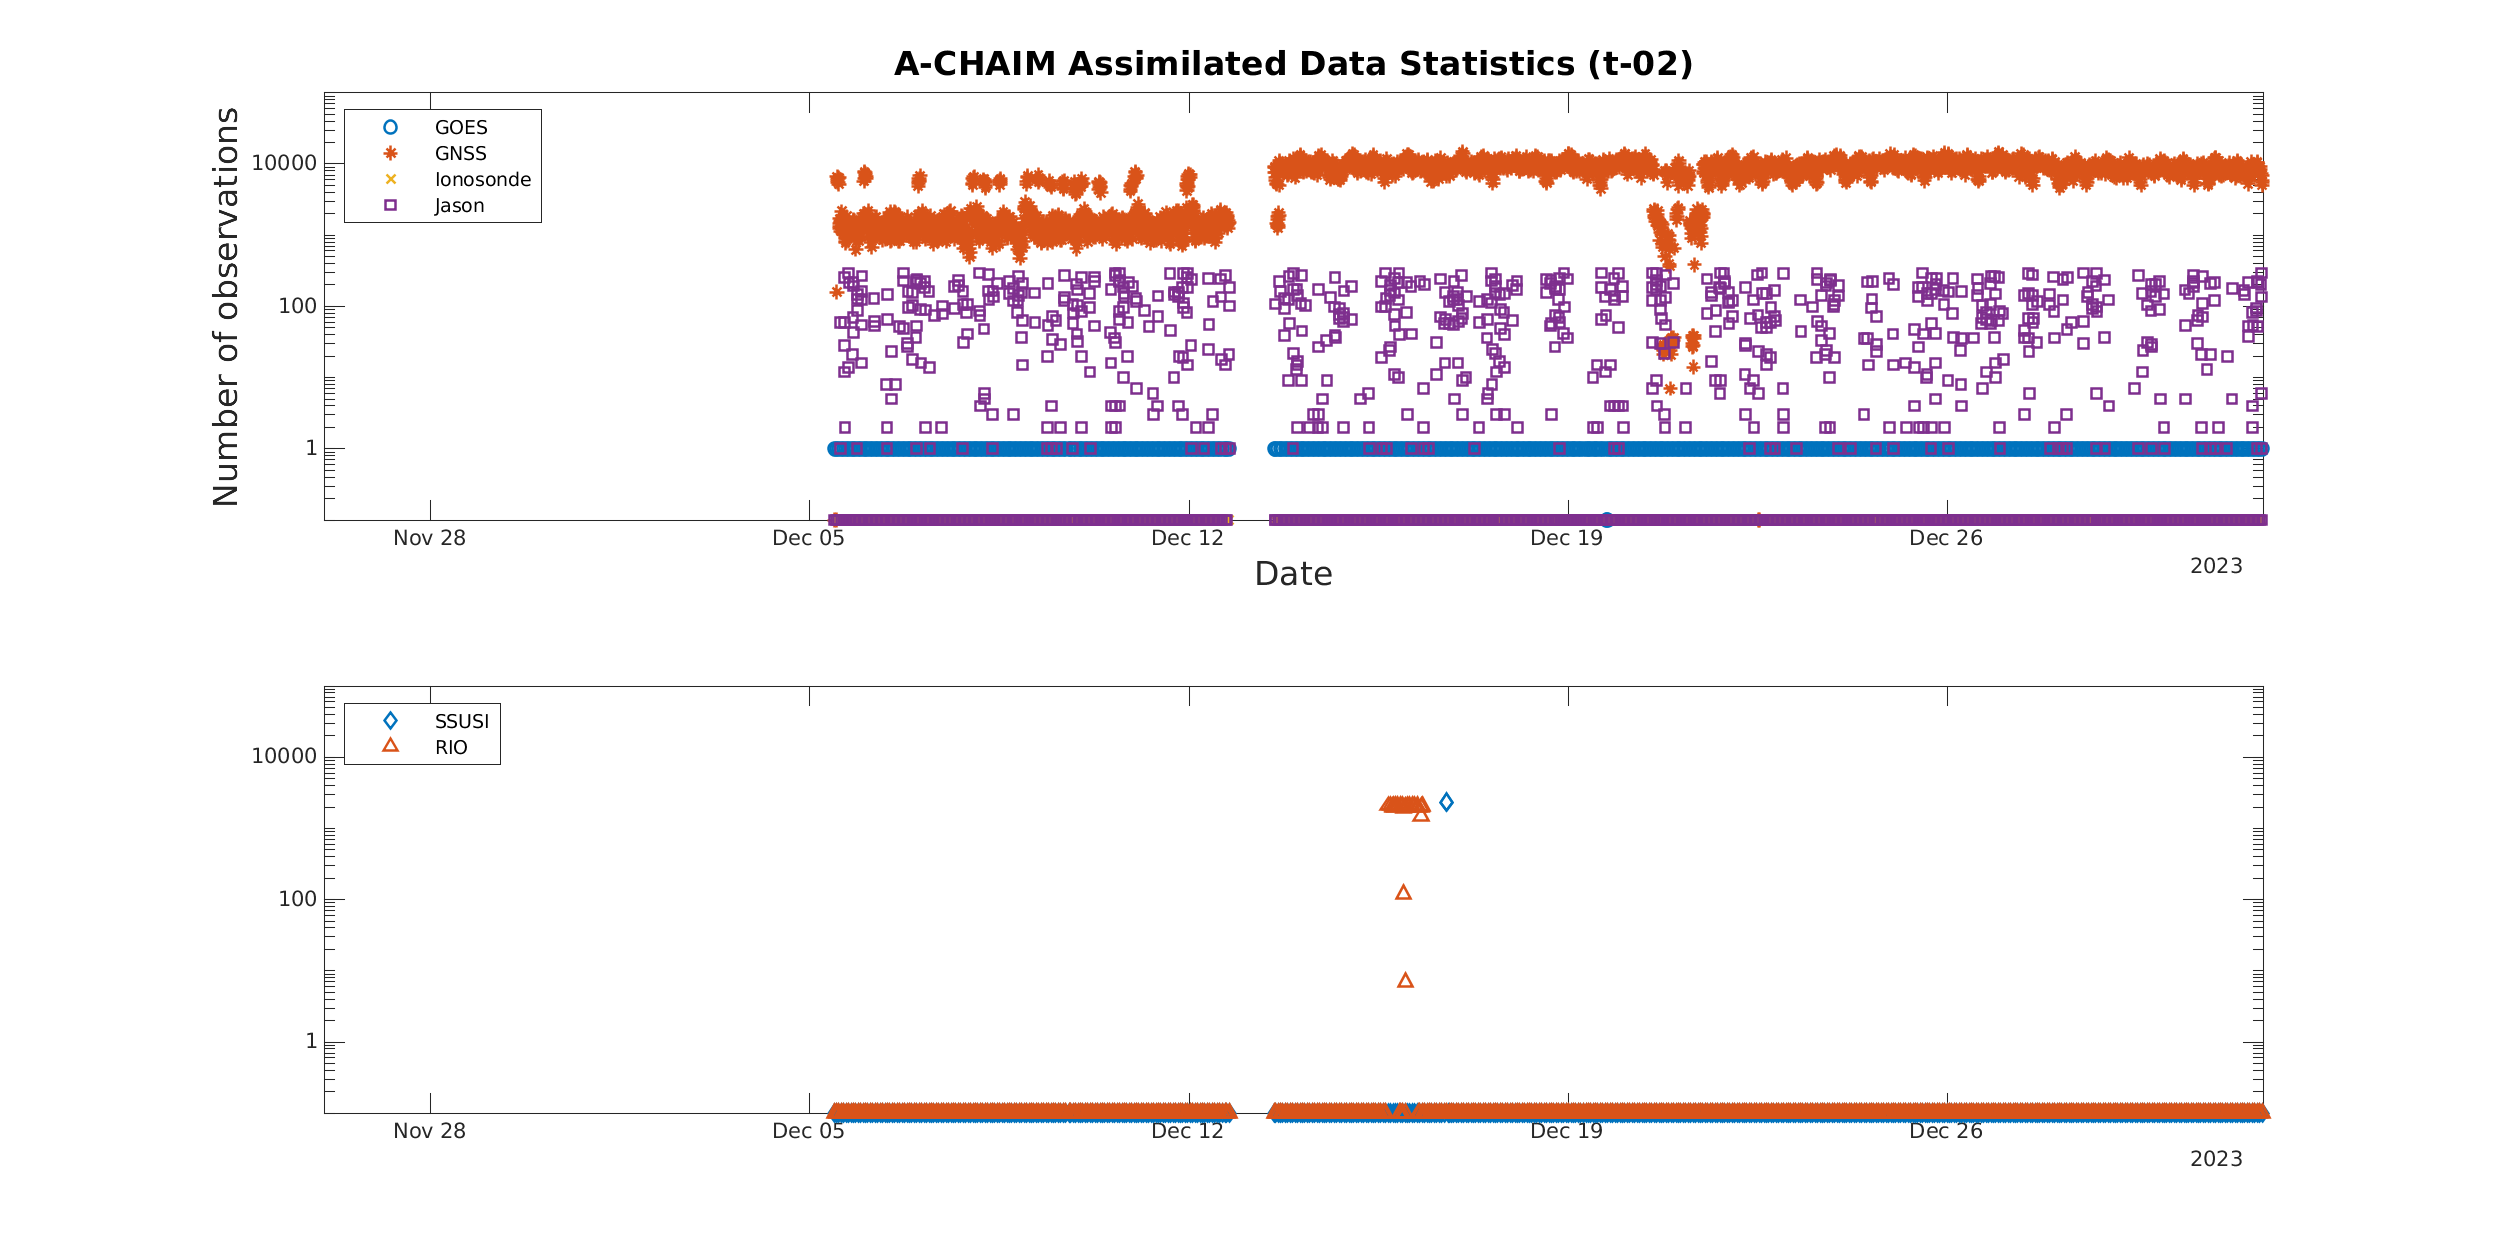 A-CHAIM Assimilated Data Statistics (t-02)
Number of observations
10000
100
1
GOES
GNSS
Ionosonde
Jason
Nov 28
Dec 05
Dec 12
Dec 19
Dec 26
2023
Date
10000
100
1
SSUSI
RIO
Nov 28
Dec 05
Dec 12
Dec 19
Dec 26
2023